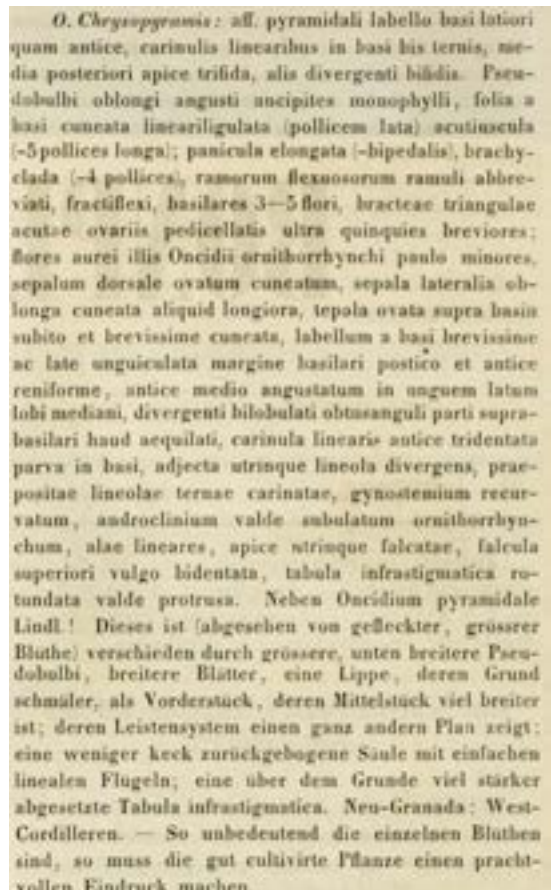 O. Chrysopyramis: aff. pyramidali labello basi latiori
quam antice, carinulis linearibus in basi bis ternis, me-
dia posteriori apice trifida, alis divergenti bifidis. Pseu-
dobulbi oblongi angusti ancipites monophylli, folia a
basi cuneata lineariligulata (pollicem lata) acutiuscula
(-5 pollices longa); panicula elongata (-bipedalis), brachy-
clada (-4 pollices), ramorum flexuosorum ramuli abbre-
viati, fractiflexi, basilares 3—5 flori, bracteae triangulae
acutae ovariis pedicellatis ultra quinquies breviores;
flores aurei illis Oncidii ornithorrhynchi paulo minores,
sepalum dorsale ovatum cuneatum, sepala lateralia ob-
longa cuneata aliquid longiora, tepala ovata supra basin
subito et brevissime cuneata, labellum a basi brevissime
ac late unguiculata margine basilari postico et antice
reniforme, antice medio angustatum in unguem latum
lobi mediani, divergenti bilobulati obtusanguli parti supra-
basilari haud aequilati, carinula linearis antice tridentata
parva in basi, adjecta utrinque lineola divergens, prae-
positae lineolae ternae carinatae, gynostemium recur-
vatum, androclinium valde subulatum ornithorrhyn-
chum, alae lineares, apice utrinque falcatae, falcula
superiori vulgo bidentata, tabula infrastigmatica ro-
tundata valde protrusa. Neben Oncidium pyramidale
Lindl.! Dieses ist (abgesehen von gefleckter, grössrer
Blüthe) verschieden durch grössere, unten breitere Pseu-
dobulbi, breitere Blätter, eine Lippe, deren Grund
schmäler, als Vorderstück, deren Mittelstück viel breiter
ist; deren Leistensystem einen ganz andern Plan zeigt;
eine weniger keck zurückgebogene Säule mit einfachen
linealen Flügeln; eine über dem Grunde viel stärker
abgesetzte Tabula infrastigmatica. Neu-Granada: West-
Cordilleren. — So unbedeutend die einzelnen Blüthen
sind, so muss die gut cultivirte Pflanze einen pracht-
vollen Eindruck machen